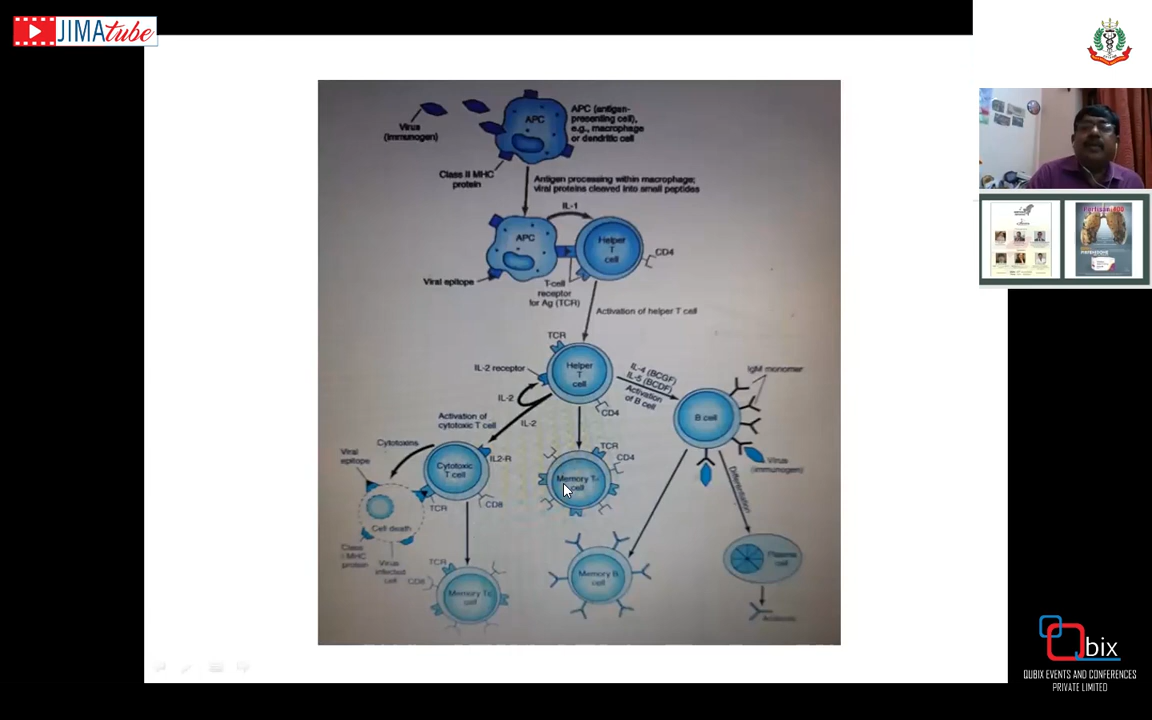 JIMAtube
Virus
(immunogen)
APC
APC (antigen-
presenting cell),
e.g., macrophage
or dendritic cell
Class II MHC
protein
Antigen processing within macrophage;
viral proteins cleaved into small peptides
IL-1
APC
Helper
T
cell
CD4
Viral epitope
T-cell
receptor
for Ag (TCR)
Activation of helper T cell
TCR
IL-2 receptor
Helper
T
cell
IL-4 (BCGF)
IL-5 (BCDF)
Activation
of B cell
IgM monomer
IL-2
CD4
B cell
Activation of
cytotoxic T cell
IL-2
Cytotoxins
Viral
epitope
IL2-R
Cytotoxic
T cell
TCR
CD4
Memory T-
cell
Virus
(immunogen)
Differentiation
TCR
CD8
Cell death
Class
I MHC
protein
Virus
infected
cell
TCR
CD8
Memory Tc
cell
Memory B
cell
Plasma
cell
Qbix
QUBIX EVENTS AND CONFERENCES
PRIVATE LIMITED